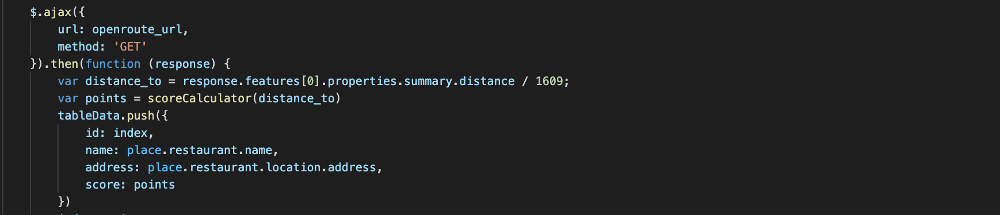 $.ajax({
url: openroute_url,
method: 'GET'
}).then(function (response) {
var distance_to = response.features[0].properties.summary.distance / 1609;
var points = scoreCalculator(distance_to)
tableData.push({
id: index,
name: place.restaurant.name,
address: place.restaurant.location.address,
score: points
})